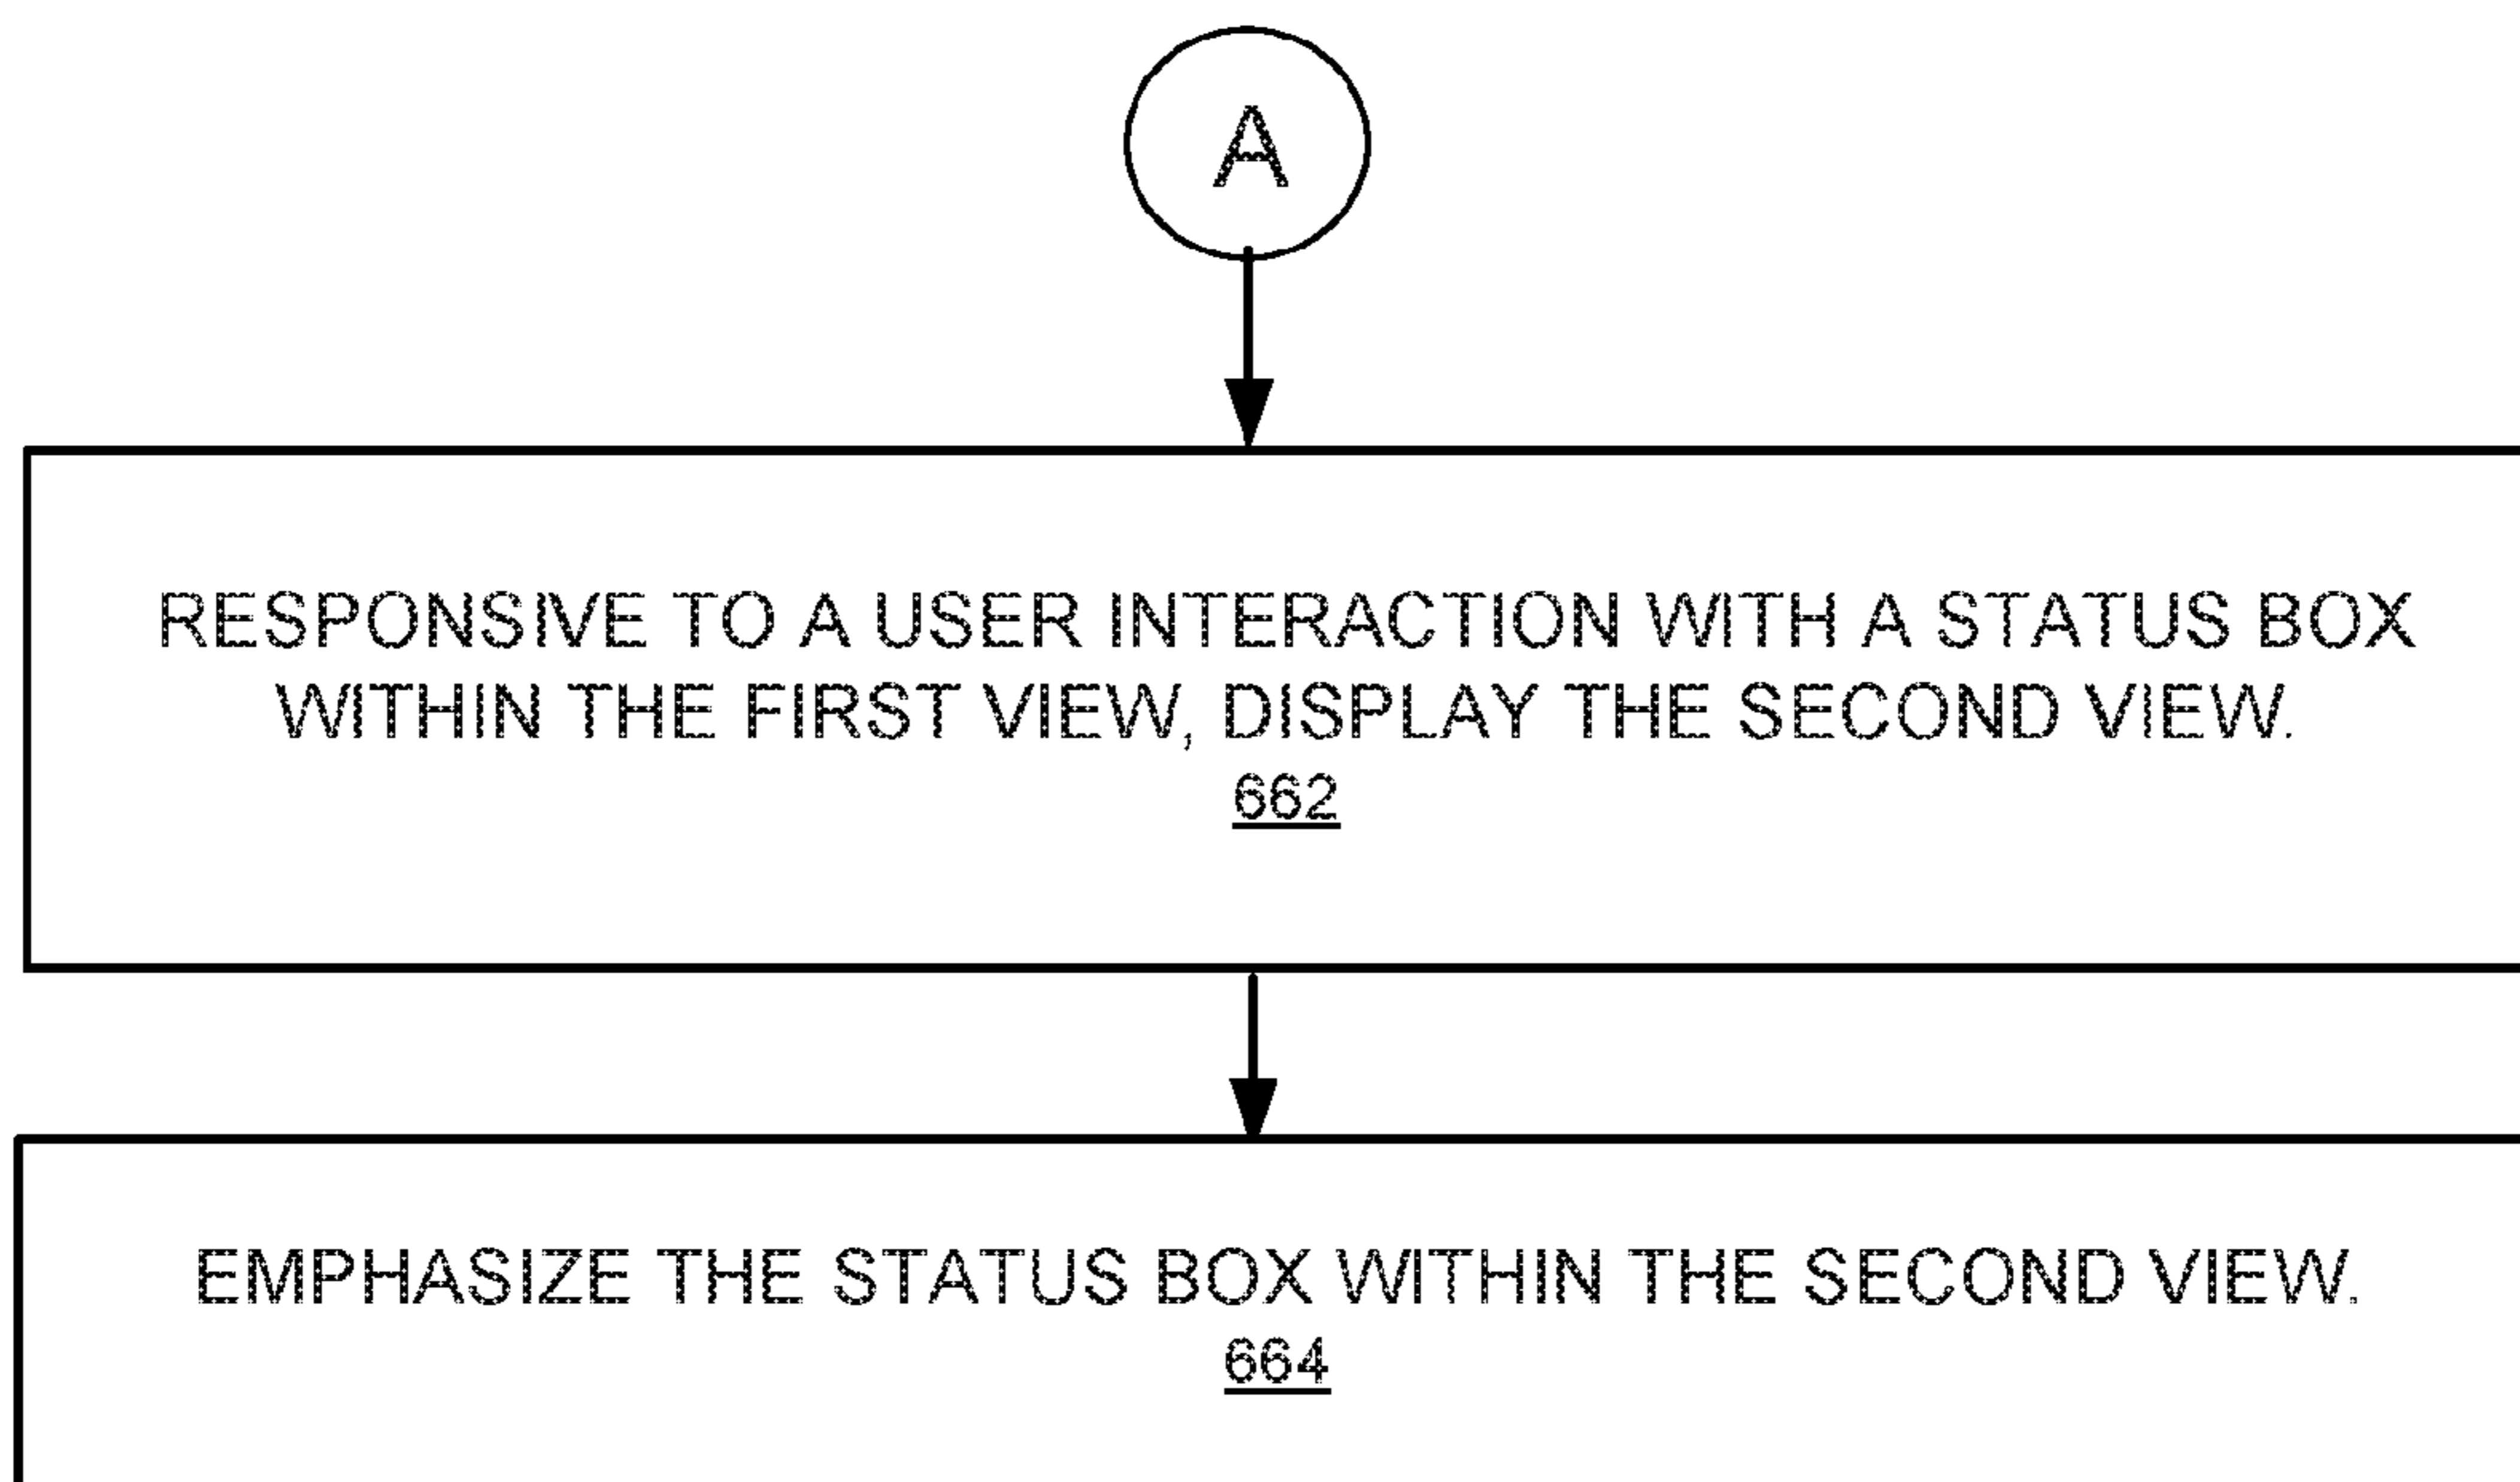 A
RESPONSIVE TO A USER INTERACTION WITH A STATUS BOX
WITHIN THE FIRST VIEW, DISPLAY THE SECOND VIEW.
662
EMPHASIZE THE STATUS BOX WITHIN THE SECOND VIEW.
664